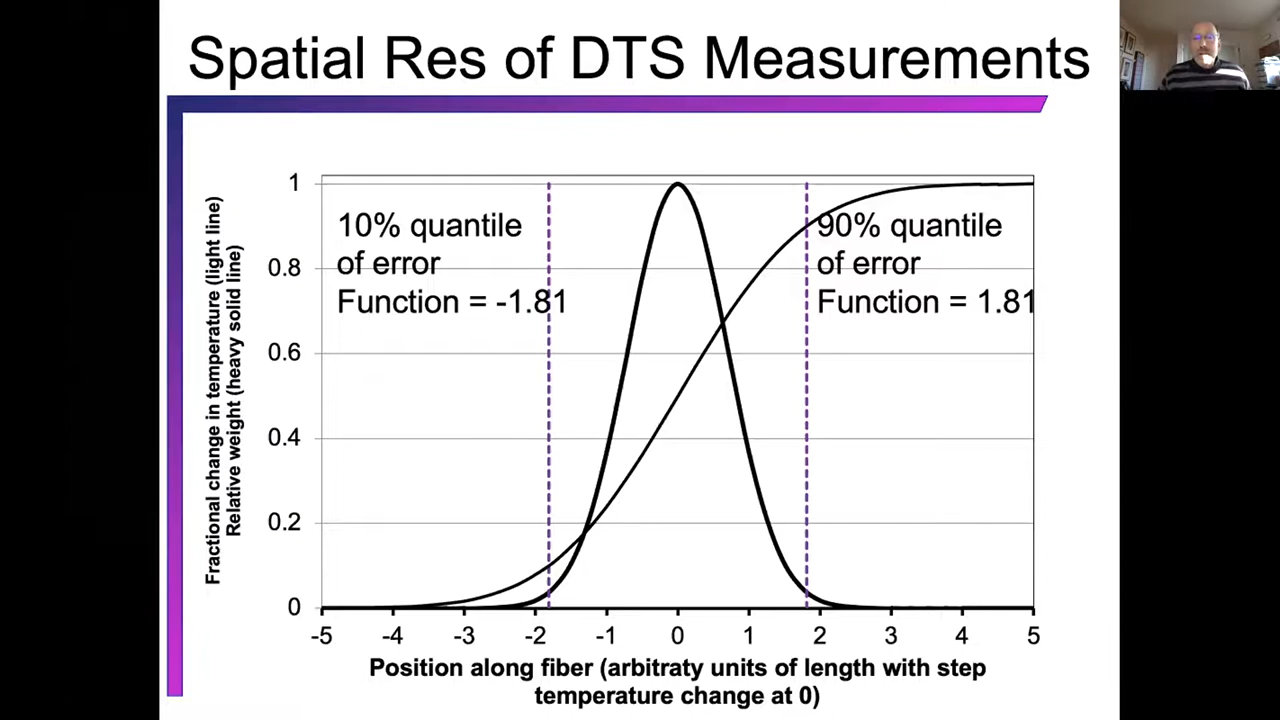 Spatial Res of DTS Measurements
Fractional change in temperature (light line)
Relative weight (heavy solid line)
1
0.8
0.6
0.4
0.2
0
10% quantile
of error
Function = -1.81
90% quantile
of error
Function = 1.81
-5 -4 -3 -2 -1 0 1 2 3 4 5
Position along fiber (arbitraty units of length with step
temperature change at 0)